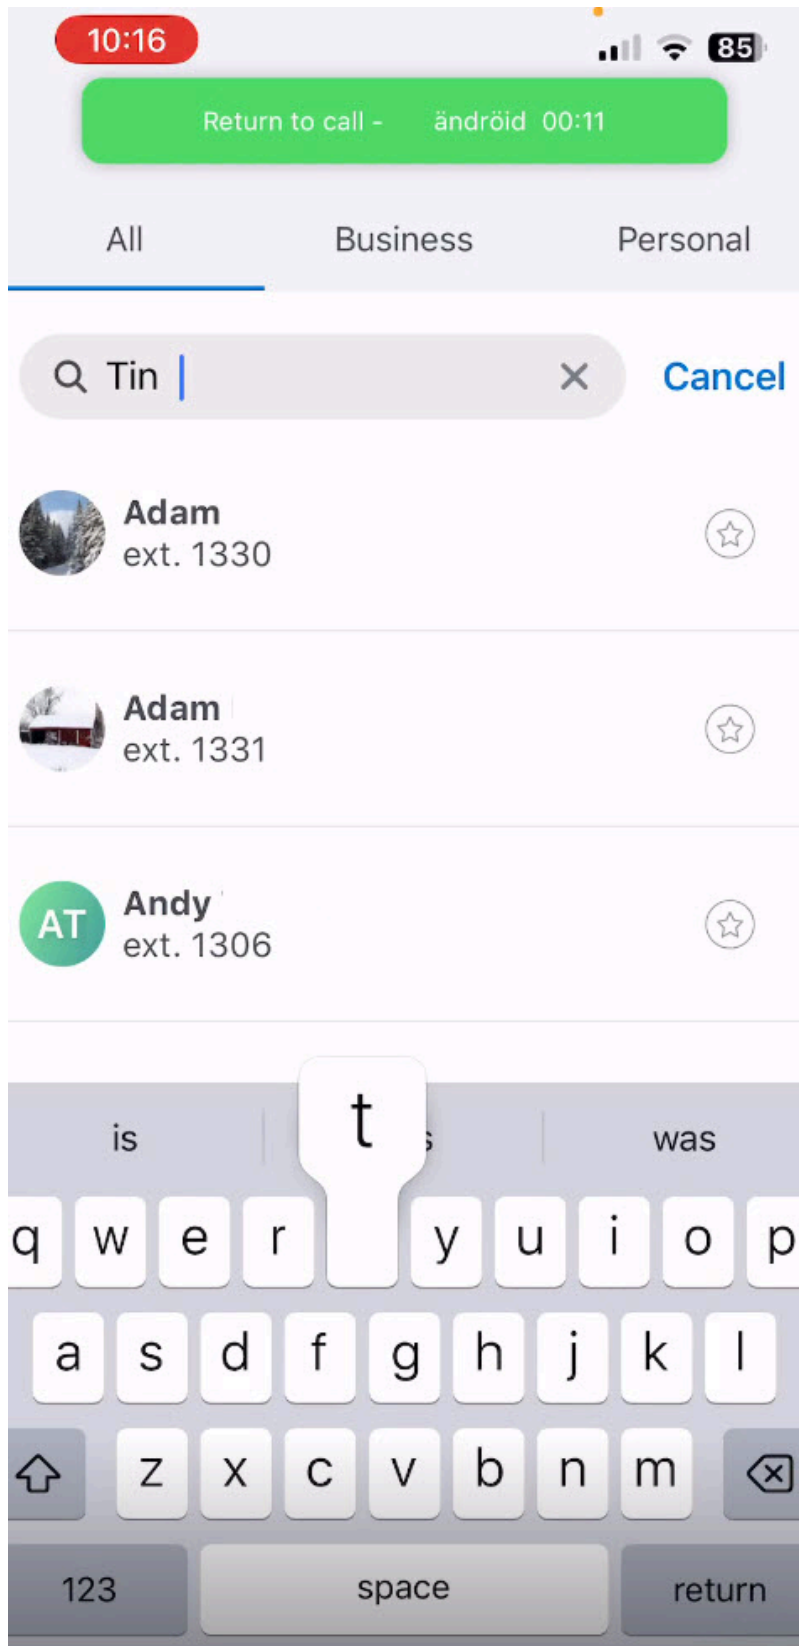 10:16
85
Return to call - ändröid 00:11
All Business Personal
Tin Cancel
Adam
ext. 1330
Adam
ext. 1331
AT
Andy
ext. 1306
t
is was
q w e r y u i o p
a s d f g h j k l
z x c v b n m
123 space return